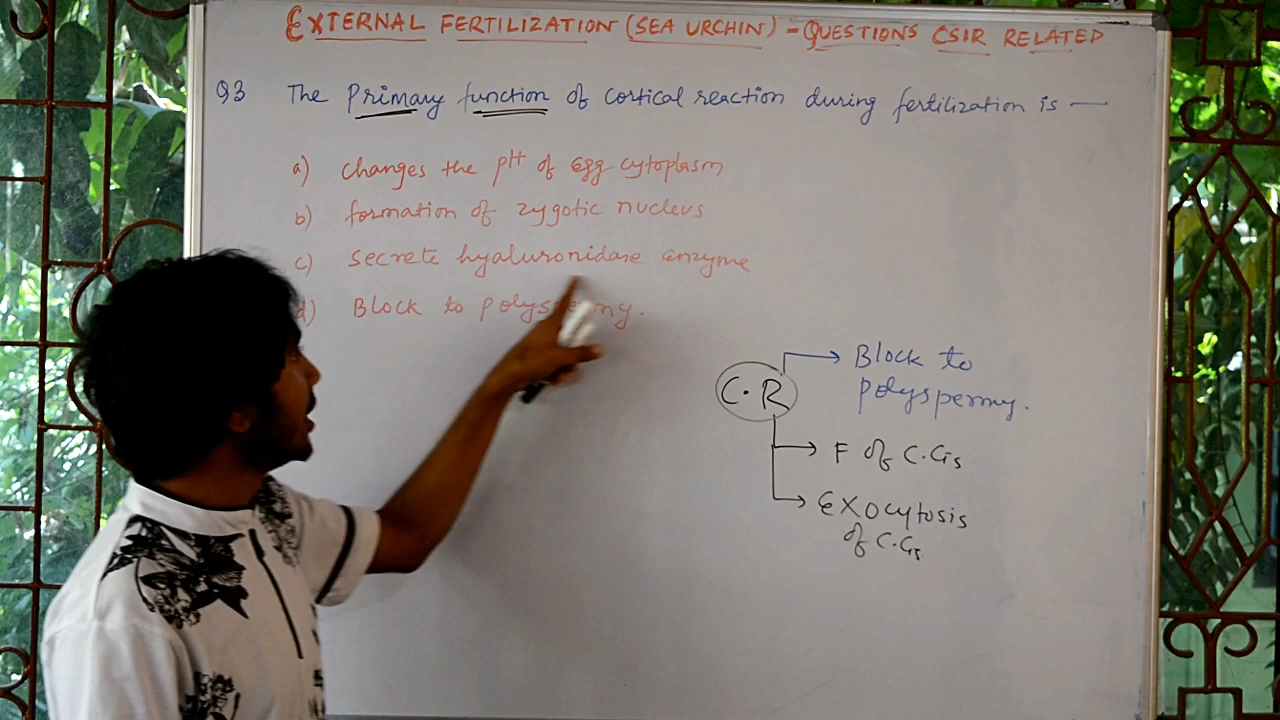 EXTERNAL FERTILIZATION (SEA URCHIN) - QUESTIONS CSIR RELATED
Q3 The Primary function of cortical reaction during fertilization is —
a) changes the pH of egg cytoplasm
b) formation of zygotic nucleus
c) secrete hyaluronidase enzyme
d) Block to polyspermy.
C.R
Block to
polyspermy.
F of C.Gs
Exocytosis
of C.Gs